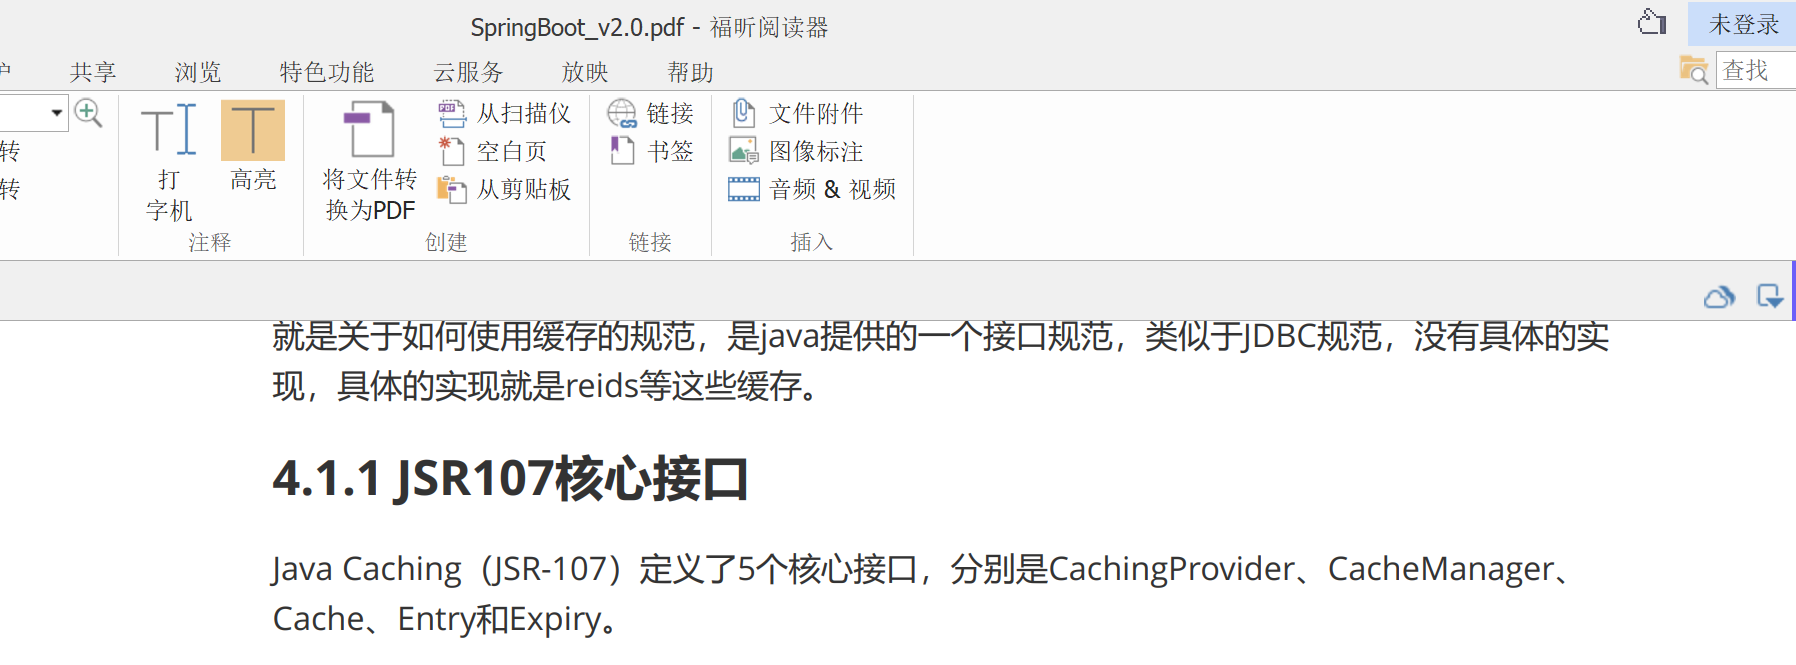 SpringBoot_v2.0.pdf - 福昕阅读器
未登录
共享 浏览 特色功能 云服务 放映 帮助
查找
转
转
打
字机
高亮
注释
将文件转
换为PDF
PDF
从扫描仪
空白页
从剪贴板
创建
链接
书签
链接
文件附件
图像标注
音频 & 视频
插入
就是关于如何使用缓存的规范，是java提供的一个接口规范，类似于JDBC规范，没有具体的实
现，具体的实现就是reids等这些缓存。
4.1.1 JSR107核心接口
Java Caching（JSR-107）定义了5个核心接口，分别是CachingProvider、CacheManager、
Cache、Entry和Expiry。